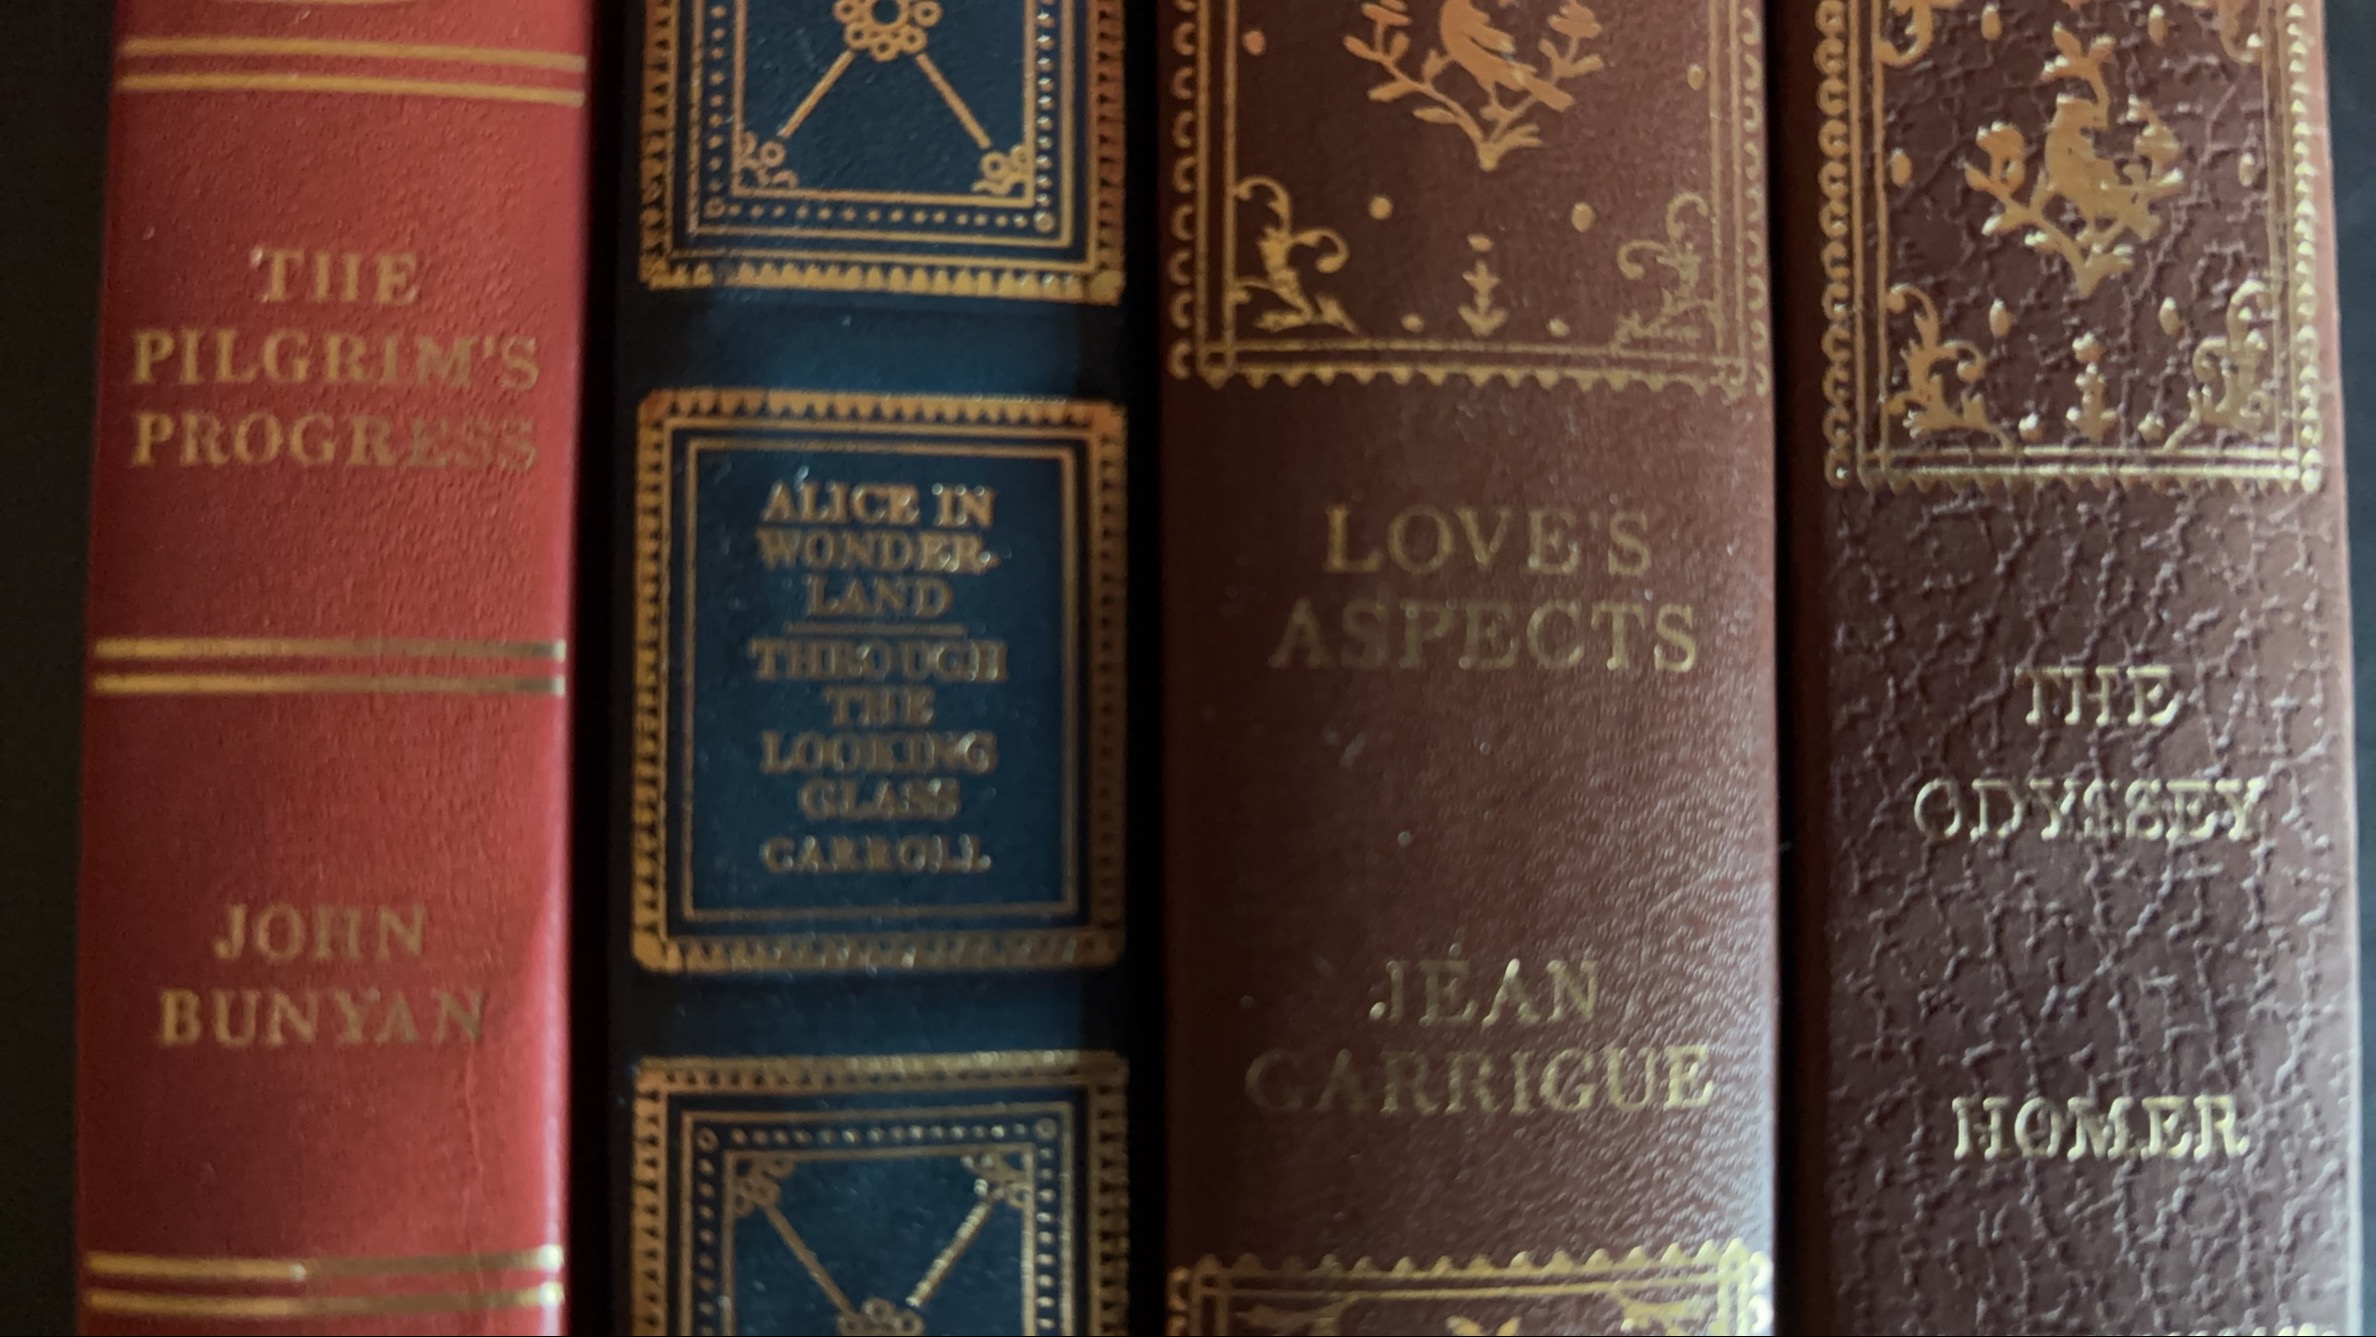 THE
PILGRIM'S
PROGRESS
JOHN
BUNYAN
ALICE IN
WONDER-
LAND
THROUGH
THE
LOOKING
GLASS
CARROLL
LOVE'S
ASPECTS
JEAN
GARRIGUE
THE
ODYSSEY
HOMER